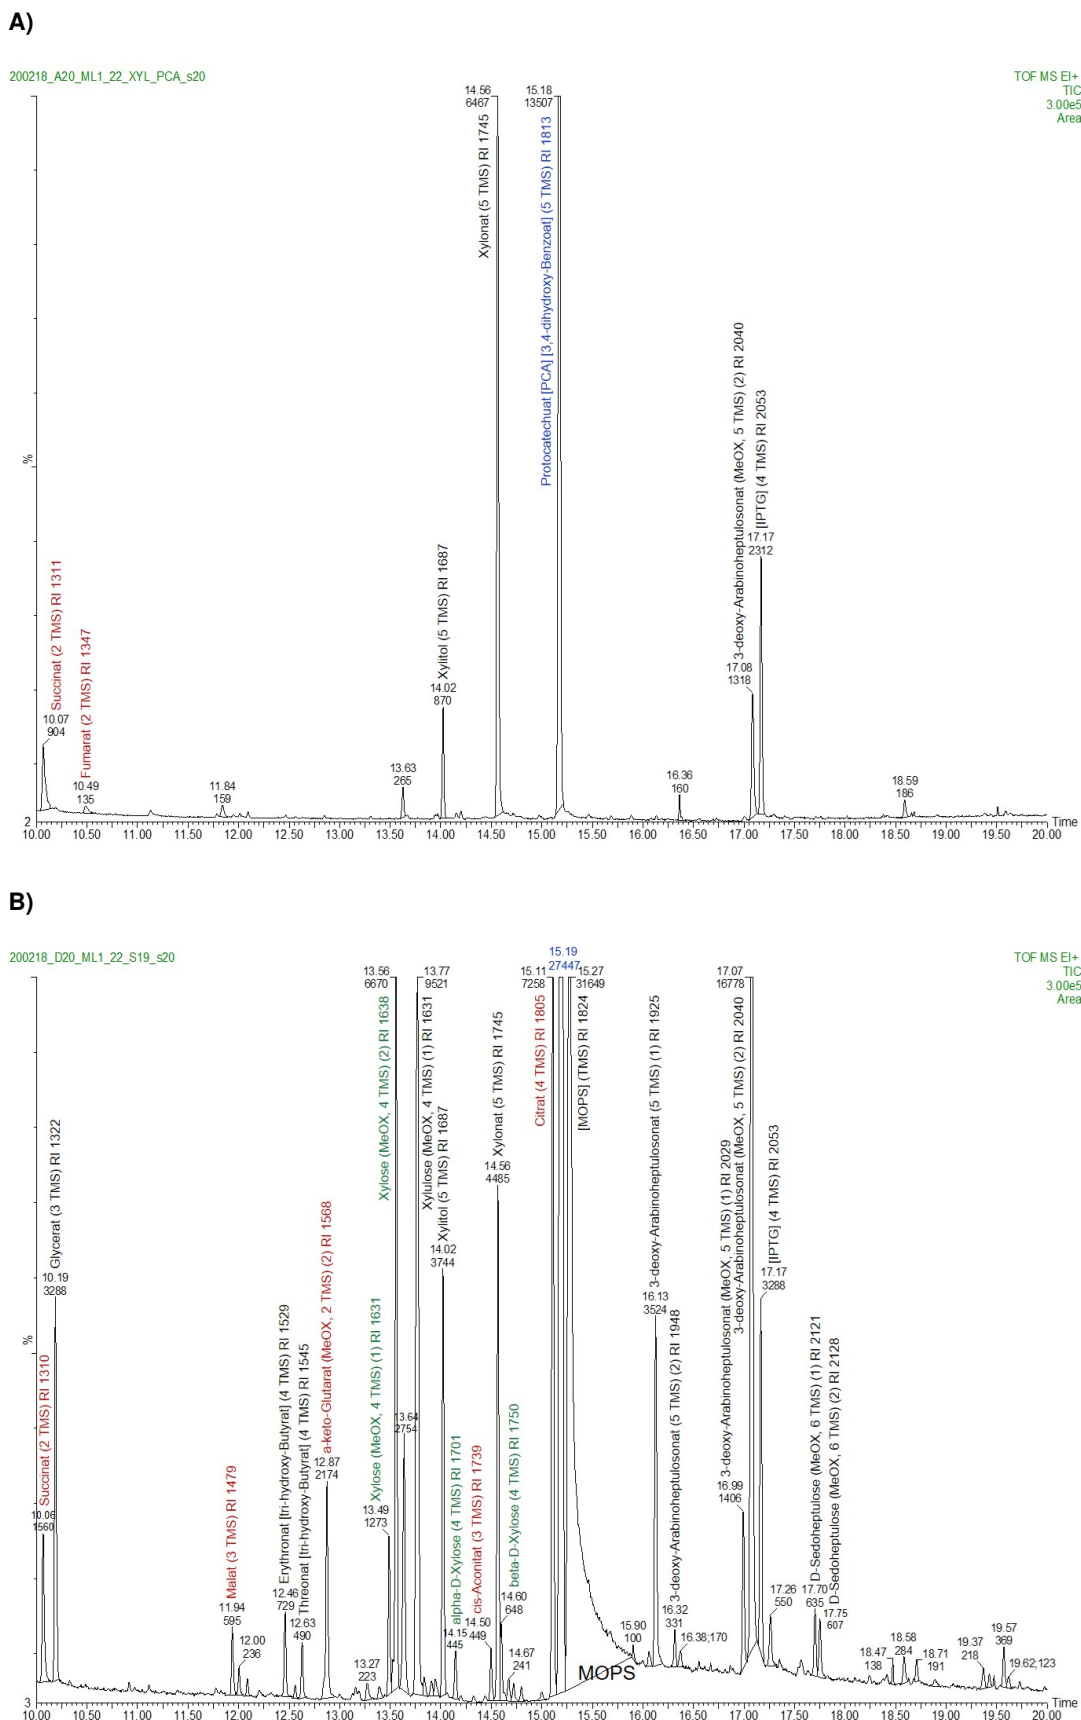 A)
200218_A20_ML1_22_XYL_PCA_s20
TOF MS EI+
TIC
3.00e5
Area
%
2
Succinat (2 TMS) RI 1311
10.07
904
Fumarat (2 TMS) RI 1347
10.49
135
11.84
159
13.63
265
Xylitol (5 TMS) RI 1687
14.02
870
14.56
6467
Xylonat (5 TMS) RI 1745
15.18
13507
Protocatechuat [PCA] [3,4-dihydroxy-Benzoat] (5 TMS) RI 1813
16.36
160
3-deoxy-Arabinoheptulosonat (MeOX, 5 TMS) (2) RI 2040
17.08
1318
[IPTG] (4 TMS) RI 2053
17.17
2312
18.59
186
10.00 10.50 11.00 11.50 12.00 12.50 13.00 13.50 14.00 14.50 15.00 15.50 16.00 16.50 17.00 17.50 18.00 18.50 19.00 19.50 20.00
Time
B)
200218_D20_ML1_22_S19_s20
TOF MS EI+
TIC
3.00e5
Area
%
3
Succinat (2 TMS) RI 1310
10.06
1560
Glycerat (3 TMS) RI 1322
10.19
3288
Malat (3 TMS) RI 1479
11.94
595
12.00
236
Erythronat [tri-hydroxy-Butyrat] (4 TMS) RI 1529
12.46
729
Threonat [tri-hydroxy-Butyrat] (4 TMS) RI 1545
12.63
490
a-keto-Glutarat (MeOX, 2 TMS) (2) RI 1568
12.87
2174
13.27
223
Xylose (MeOX, 4 TMS) (1) RI 1631
13.49
1273
13.56
6670
Xylose (MeOX, 4 TMS) (2) RI 1638
13.64
2754
13.77
9521
Xylulose (MeOX, 4 TMS) (1) RI 1631
Xylitol (5 TMS) RI 1687
14.02
3744
alpha-D-Xylose (4 TMS) RI 1701
14.15
445
cis-Aconitat (3 TMS) RI 1739
14.50
449
Xylonat (5 TMS) RI 1745
14.56
4485
beta-D-Xylose (4 TMS) RI 1750
14.60
648
14.67
241
15.11
7258
Citrat (4 TMS) RI 1805
15.19
27447
15.27
31649
[MOPS] (TMS) RI 1824
MOPS
15.90
100
3-deoxy-Arabinoheptulosonat (5 TMS) (1) RI 1925
16.13
3524
3-deoxy-Arabinoheptulosonat (5 TMS) (2) RI 1948
16.32
331
16.38;170
3-deoxy-Arabinoheptulosonat (MeOX, 5 TMS) (1) RI 2029
16.99
1406
17.07
16778
3-deoxy-Arabinoheptulosonat (MeOX, 5 TMS) (2) RI 2040
[IPTG] (4 TMS) RI 2053
17.17
3288
17.26
550
D-Sedoheptulose (MeOX, 6 TMS) (1) RI 2121
17.70
635
D-Sedoheptulose (MeOX, 6 TMS) (2) RI 2128
17.75
607
18.47
138
18.58
284
18.71
191
19.37
218
19.57
369
19.62;123
10.00 10.50 11.00 11.50 12.00 12.50 13.00 13.50 14.00 14.50 15.00 15.50 16.00 16.50 17.00 17.50 18.00 18.50 19.00 19.50 20.00
Time